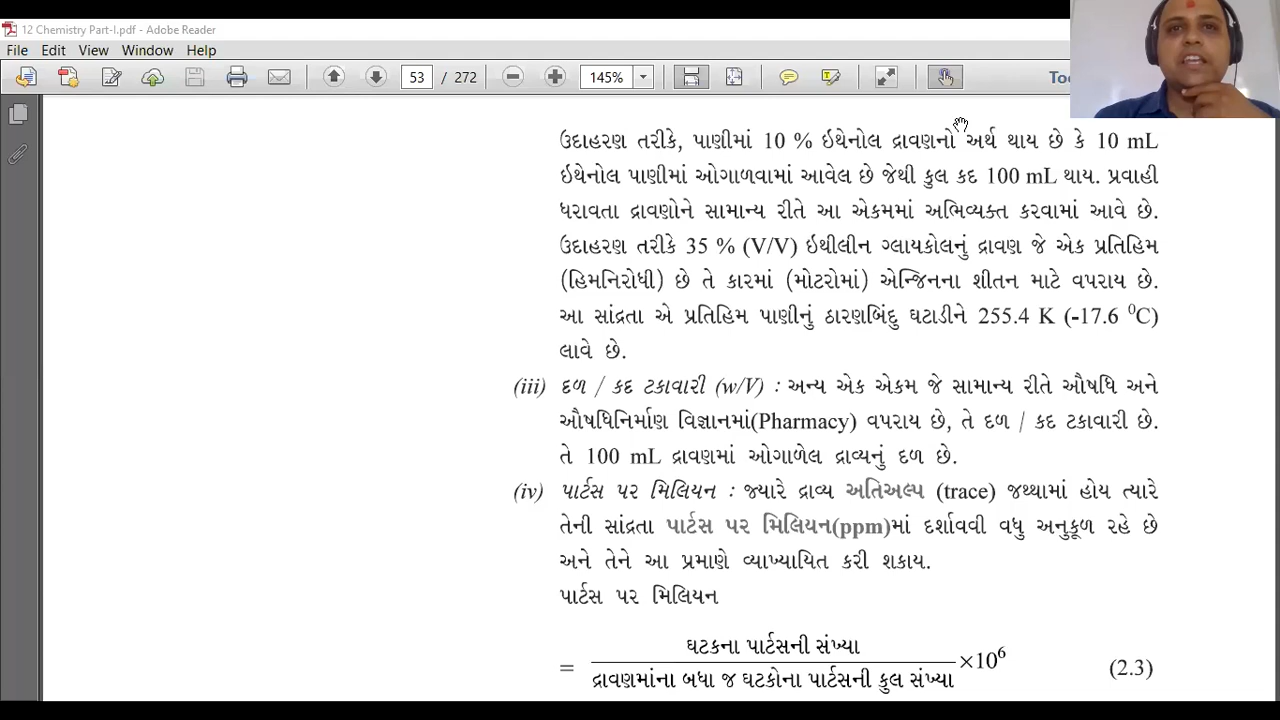 12 Chemistry Part-I.pdf - Adobe Reader
File Edit View Window Help
53 / 272 145% Too
ઉદાહરણ તરીકે, પાણીમાં 10 % ઇથેનોલ દ્રાવણનો અર્થ થાય છે કે 10 mL
ઇથેનોલ પાણીમાં ઓગાળવામાં આવેલ છે જેથી કુલ કદ 100 mL થાય. પ્રવાહી
ધરાવતા દ્રાવણોને સામાન્ય રીતે આ એકમમાં અભિવ્યક્ત કરવામાં આવે છે.
ઉદાહરણ તરીકે 35 % (V/V) ઇથીલીન ગ્લાયકોલનું દ્રાવણ જે એક પ્રતિહિમ
(હિમનિરોધી) છે તે કારમાં (મોટરોમાં) એન્જિનના શીતન માટે વપરાય છે.
આ સાંદ્રતા એ પ્રતિહિમ પાણીનું ઠારણબિંદુ ઘટાડીને 255.4 K (-17.6 ⁰C)
લાવે છે.
(iii) દળ / કદ ટકાવારી (w/V) : અન્ય એક એકમ જે સામાન્ય રીતે ઔષધિ અને
ઔષધિનિર્માણ વિજ્ઞાનમાં(Pharmacy) વપરાય છે, તે દળ / કદ ટકાવારી છે.
તે 100 mL દ્રાવણમાં ઓગાળેલ દ્રાવ્યનું દળ છે.
(iv) પાર્ટસ પર મિલિયન : જ્યારે દ્રાવ્ય અતિઅલ્પ (trace) જથ્થામાં હોય ત્યારે
તેની સાંદ્રતા પાર્ટસ પર મિલિયન(ppm)માં દર્શાવવી વધુ અનુકૂળ રહે છે
અને તેને આ પ્રમાણે વ્યાખ્યાયિત કરી શકાય.
પાર્ટસ પર મિલિયન
ઘટકના પાર્ટસની સંખ્યા
= ×10⁶ (2.3)
દ્રાવણમાંના બધા જ ઘટકોના પાર્ટસની કુલ સંખ્યા